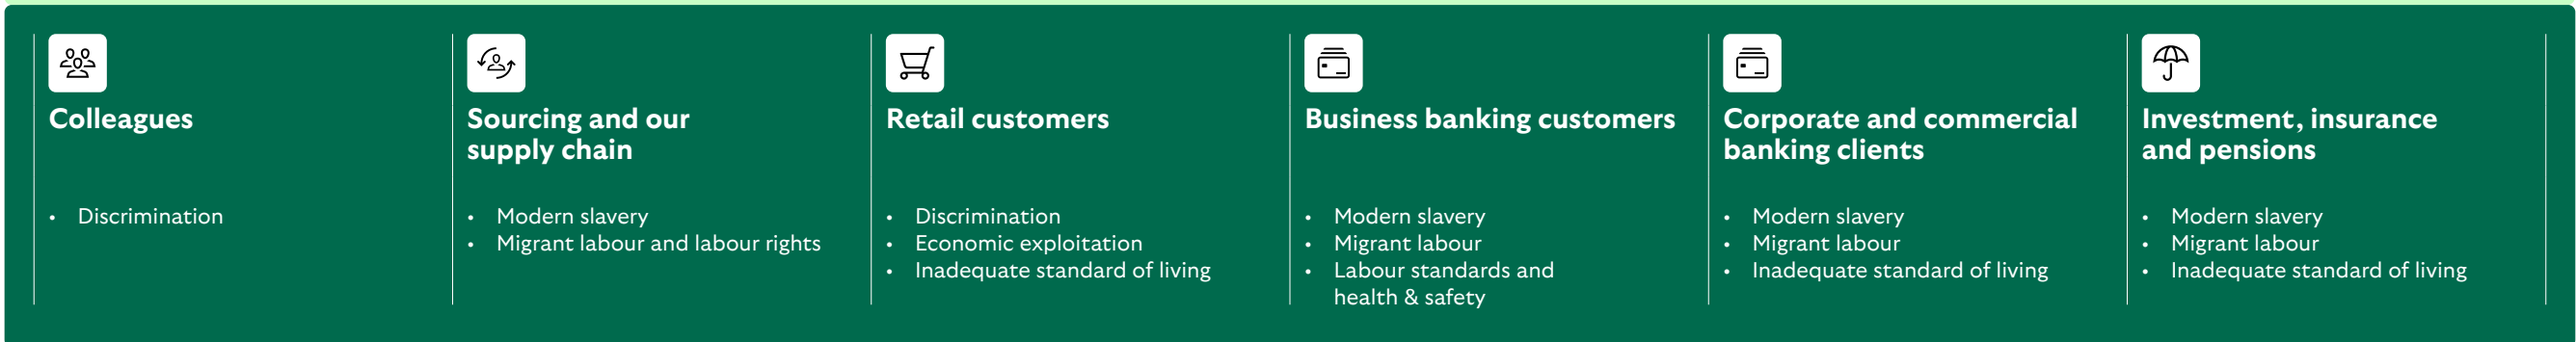 Colleagues
• Discrimination
Sourcing and our
supply chain
• Modern slavery
• Migrant labour and labour rights
Retail customers
• Discrimination
• Economic exploitation
• Inadequate standard of living
Business banking customers
• Modern slavery
• Migrant labour
• Labour standards and
health & safety
Corporate and commercial
banking clients
• Modern slavery
• Migrant labour
• Inadequate standard of living
Investment, insurance
and pensions
• Modern slavery
• Migrant labour
• Inadequate standard of living